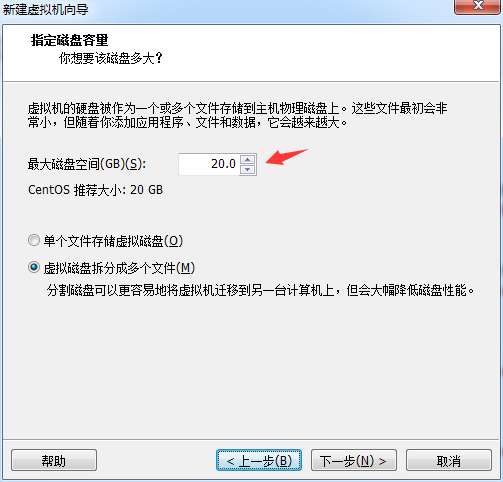 新建虚拟机向导
指定磁盘容量
你想要该磁盘多大?
虚拟机的硬盘被作为一个或多个文件存储到主机物理磁盘上。这些文件最初会非
常小，但随着你添加应用程序、文件和数据，它会越来越大。
最大磁盘空间(GB)(S): 20.0
CentOS 推荐大小: 20 GB
单个文件存储虚拟磁盘(O)
虚拟磁盘拆分成多个文件(M)
分割磁盘可以更容易地将虚拟机迁移到另一台计算机上，但会大幅降低磁盘性能。
帮助 < 上一步(B) 下一步(N) > 取消